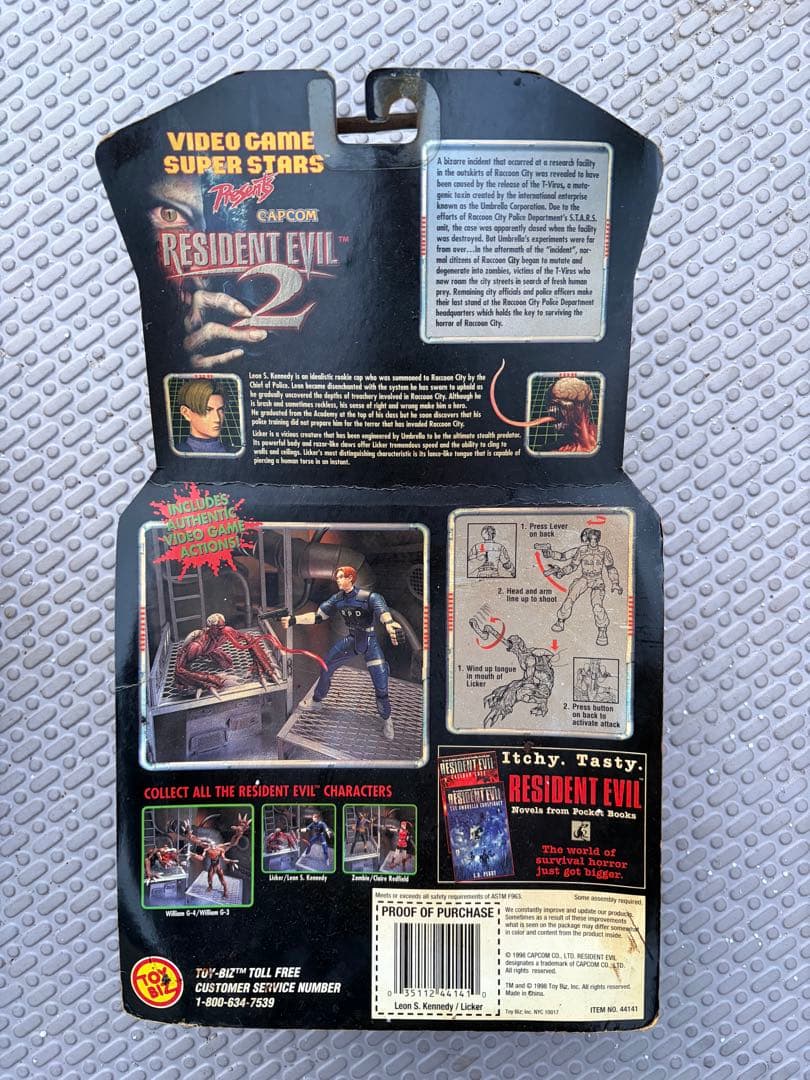 VIDEO GAME
SUPER STARS™
Presents
CAPCOM
RESIDENT EVIL™
2
A bizarre incident that occurred at a research facility
in the outskirts of Raccoon City was revealed to have
been caused by the release of the T-Virus, a muta-
genic toxin created by the international enterprise
known as the Umbrella Corporation. Due to the
efforts of Raccoon City Police Department's S.T.A.R.S.
unit, the case was apparently closed when the facility
was destroyed. But Umbrella's experiments were far
from over...In the aftermath of the "incident", nor-
mal citizens of Raccoon City began to mutate and
degenerate into zombies, victims of the T-Virus who
now roam the city streets in search of fresh human
prey. Remaining city officials and police officers make
their last stand at the Raccoon City Police Department
headquarters which holds the key to surviving the
horror of Raccoon City.
Leon S. Kennedy is an idealistic rookie cop who was summoned to Raccoon City by the
Chief of Police. Leon became disenchanted with the system he has sworn to uphold as
he gradually uncovered the depths of treachery involved in Raccoon City. Although he
is brash and sometimes reckless, his sense of right and wrong make him a hero.
He graduated from the Academy at the top of his class but he soon discovers that his
police training did not prepare him for the terror that has invaded Raccoon City.
Licker is a vicious creature that has been engineered by Umbrella to be the ultimate stealth predator.
Its powerful body and razor-like claws offer Licker tremendous speed and the ability to cling to
walls and ceilings. Licker's most distinguishing characteristic is its lance-like tongue that is capable of
piercing a human torso in an instant.
INCLUDES
AUTHENTIC
VIDEO GAME
ACTIONS!
RPD
1. Press Lever
on back
2. Head and arm
line up to shoot
1. Wind up tongue
in mouth of
Licker
2. Press button
on back to
activate attack
COLLECT ALL THE RESIDENT EVIL™ CHARACTERS
William G-4/William G-3
Licker/Leon S. Kennedy
Zombie/Claire Redfield
RESIDENT EVIL
CALIBAN COVE
RESIDENT EVIL
THE UMBRELLA CONSPIRACY
S.D. PERRY
Itchy. Tasty.
RESIDENT EVIL™
Novels from Pocket Books
The world of
survival horror
just got bigger.
Meets or exceeds all safety requirements of ASTM F963.
Some assembly required.
PROOF OF PURCHASE
0 35112 44141 0
Leon S. Kennedy / Licker
We constantly improve and update our products.
Sometimes as a result of these improvements
what is seen on the package may differ somewhat
in color and content from the product inside.
© 1998 CAPCOM CO., LTD. RESIDENT EVIL
designates a trademark of CAPCOM CO., LTD.
All rights reserved.
TM and © 1998 Toy Biz, Inc. All rights reserved.
Made in China.
Toy Biz, Inc. NYC 10017
ITEM NO. 44141
TOY BIZ
TOY-BIZ™ TOLL FREE
CUSTOMER SERVICE NUMBER
1-800-634-7539